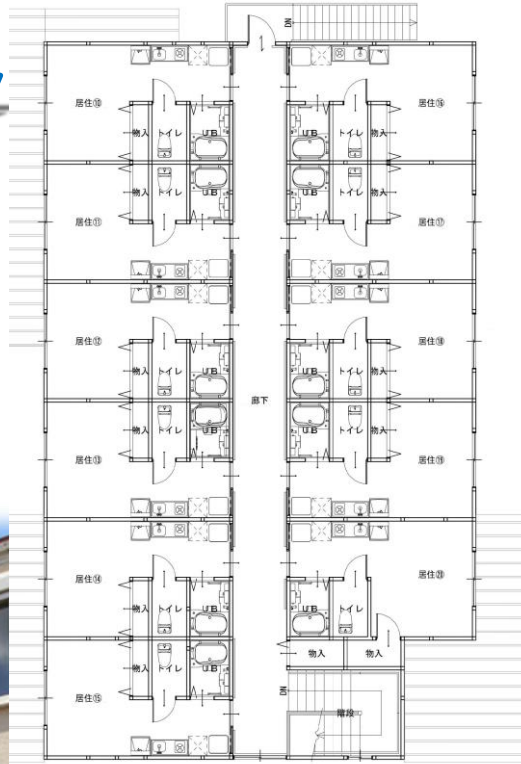 DN
居住⑩
物入
トイレ
UB
UB
トイレ
物入
居住⑯
居住⑪
物入
トイレ
UB
UB
トイレ
物入
居住⑰
居住⑫
物入
トイレ
UB
UB
トイレ
物入
居住⑱
廊下
居住⑬
物入
トイレ
UB
UB
トイレ
物入
居住⑲
居住⑭
物入
トイレ
UB
UB
トイレ
居住⑳
居住⑮
物入
トイレ
UB
物入
物入
DN
階段